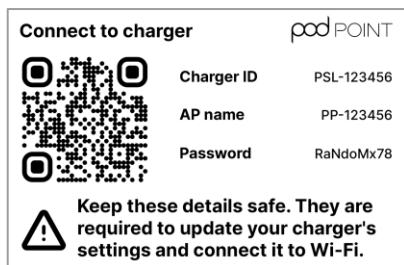 Connect to charger
pod POINT
Charger ID PSL-123456
AP name PP-123456
Password RaNdoMx78
Keep these details safe. They are
required to update your charger's
settings and connect it to Wi-Fi.